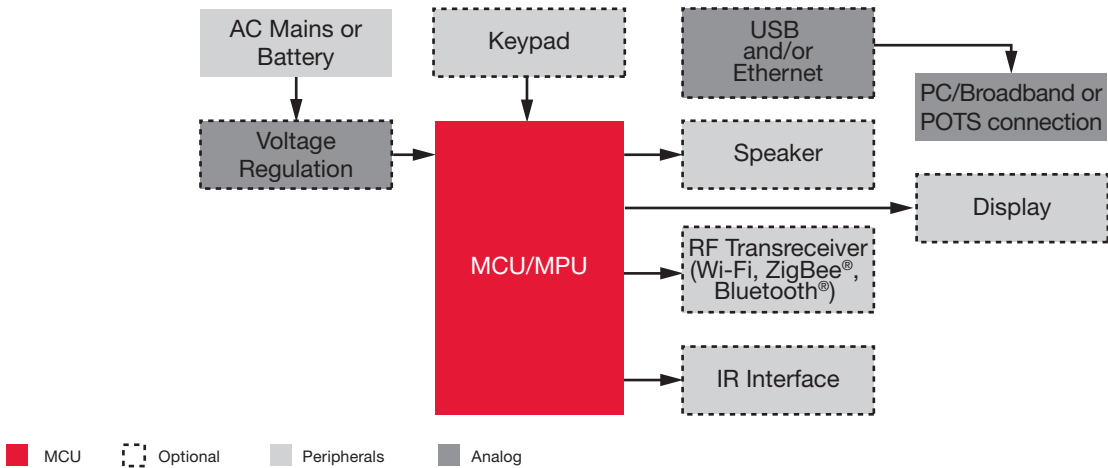 AC Mains or
Battery
Keypad
USB
and/or
Ethernet
PC/Broadband or
POTS connection
Voltage
Regulation
Speaker
Display
MCU/MPU
RF Transreceiver
(Wi-Fi, ZigBee®,
Bluetooth®)
IR Interface
MCU
Optional
Peripherals
Analog